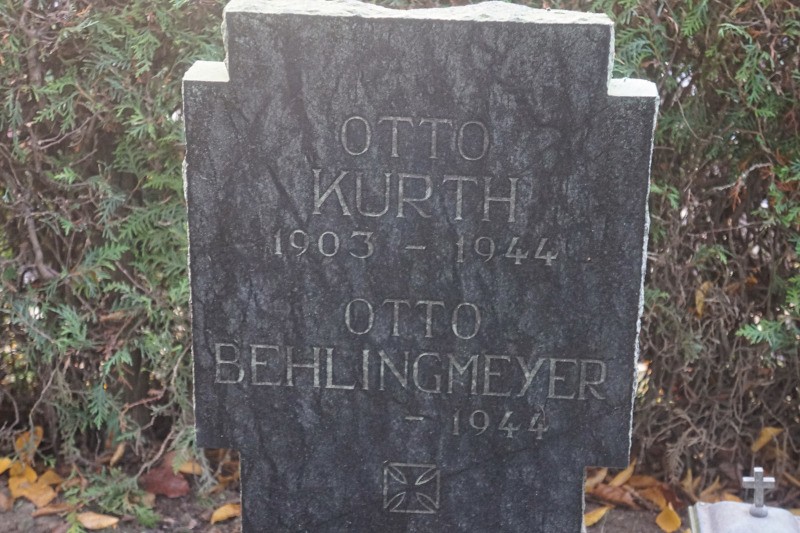 OTTO
KURTH
1903 – 1944
OTTO
BEHLINGMEYER
– 1944